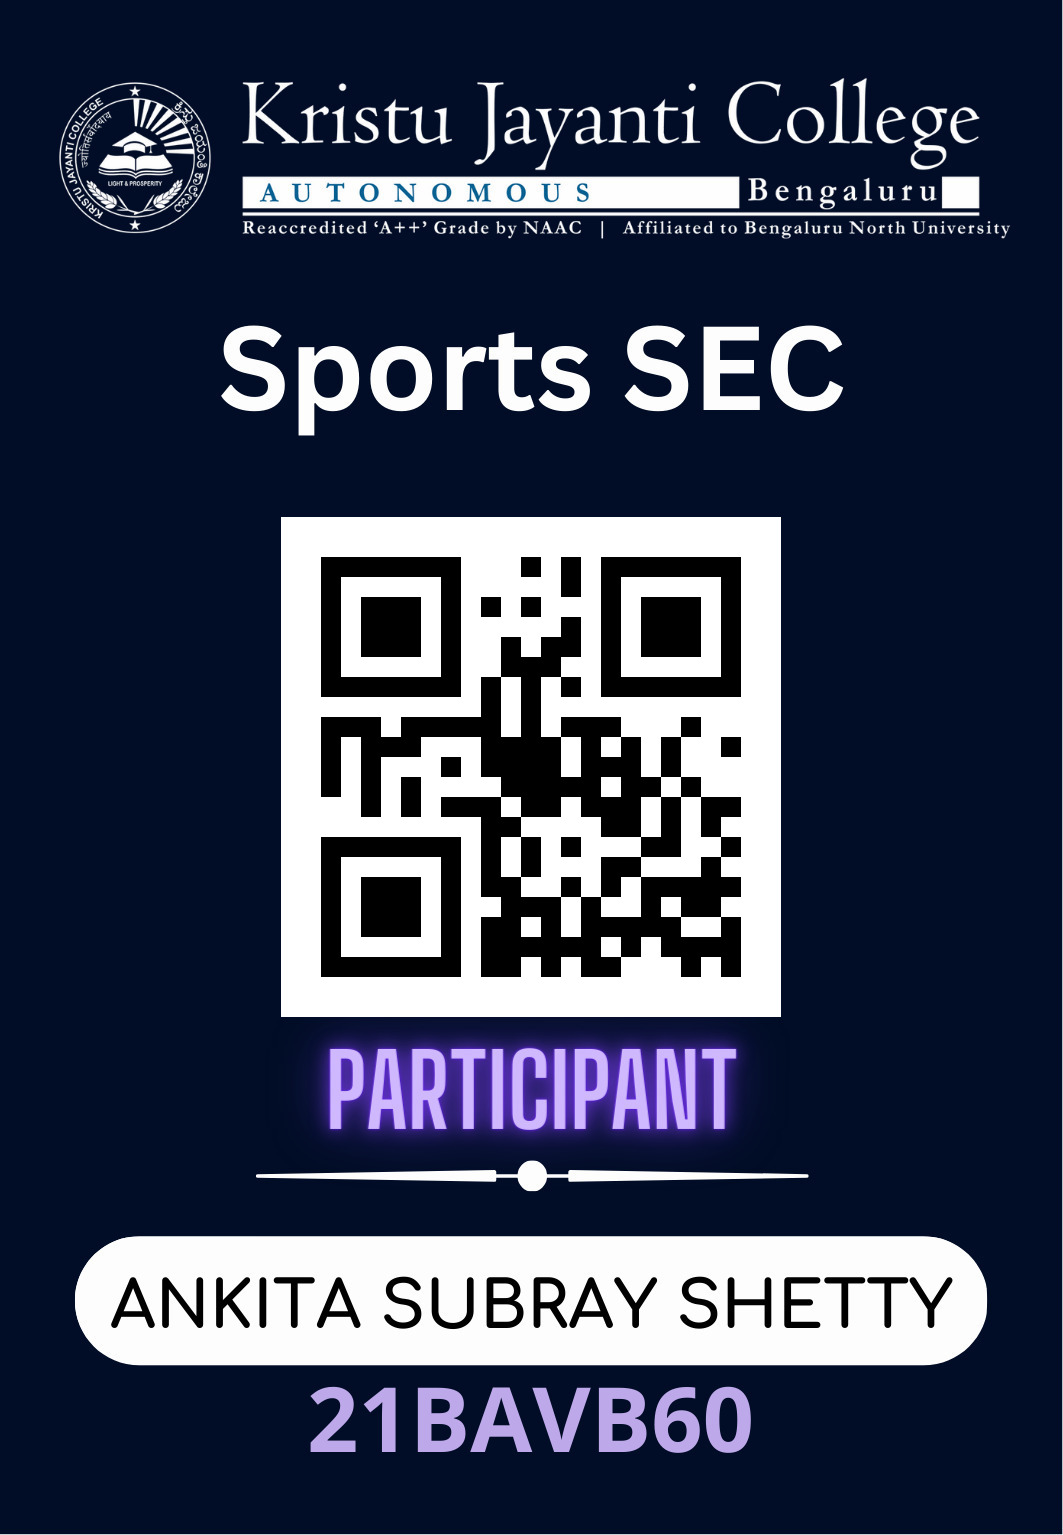 Kristu Jayanti College
AUTONOMOUS Bengaluru
Reaccredited ‘A++’ Grade by NAAC | Affiliated to Bengaluru North University
KRISTU JAYANTI COLLEGE
LIGHT & PROSPERITY
Sports SEC
PARTICIPANT
ANKITA SUBRAY SHETTY
21BAVB60